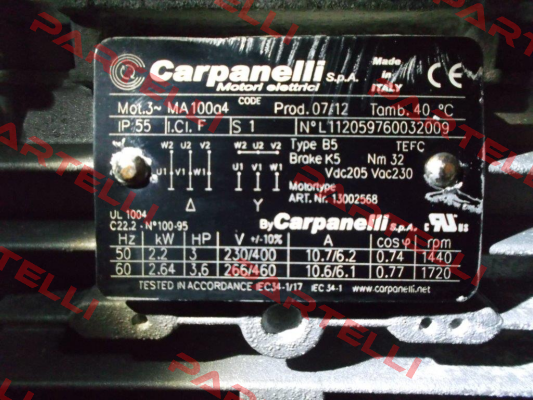 Carpanelli S.p.A.
Motori elettrici
Made in ITALY
CE
CODE
Mot.3~ MA100a4 Prod. 07/12 Tamb. 40 °C
IP 55 I.Cl. F S 1 N° L112059760032009
W2 U2 V2 W2 U2 V2 Type B5 TEFC
Brake K5 Nm 32
U1 V1 W1 U1 V1 W1 Vdc205 Vac230
Motortype
Δ Y ART. Nr. 13002568
UL 1004
C22.2 - N°100-95 By Carpanelli S.p.A. c RU us
Hz kW HP V +/-10% A cos φ rpm
50 2.2 3 230/400 10.7/6.2 0.74 1440
60 2.64 3,6 266/460 10.6/6.1 0.77 1720
TESTED IN ACCORDANCE IEC34-1/17 IEC 34-1 www.carpanelli.net
PARTELLI